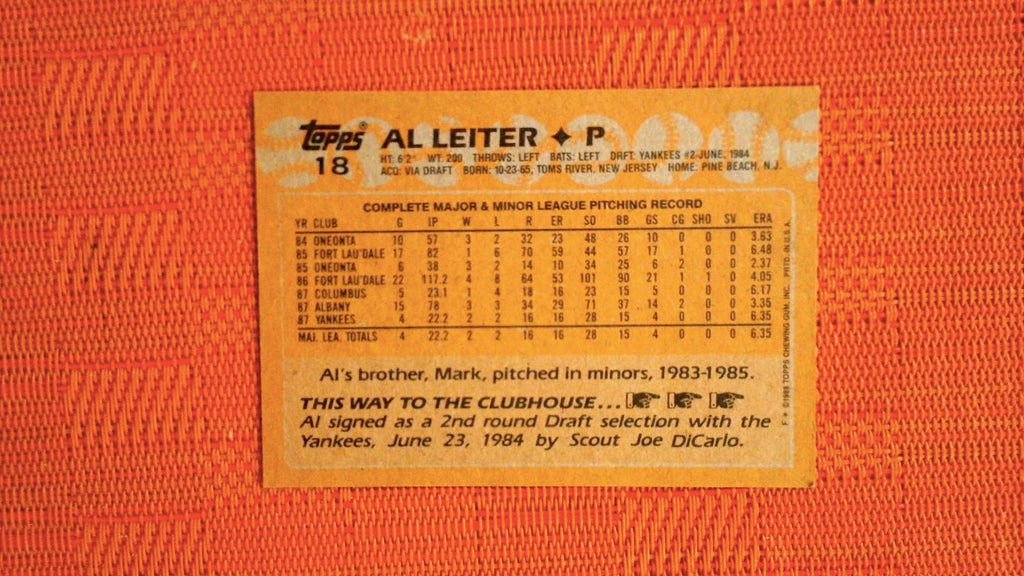 topps® AL LEITER ✦ P
18 HT: 6'2" WT: 200 THROWS: LEFT BATS: LEFT DRFT: YANKEES #2-JUNE, 1984
ACQ: VIA DRAFT BORN: 10-23-65, TOMS RIVER, NEW JERSEY HOME: PINE BEACH, N.J.
COMPLETE MAJOR & MINOR LEAGUE PITCHING RECORD
YR CLUB G IP W L R ER SO BB GS CG SHO SV ERA
84 ONEONTA 10 57 3 2 32 23 48 26 10 0 0 0 3.63
85 FORT LAU'DALE 17 82 1 6 70 59 44 57 17 1 0 0 6.48
85 ONEONTA 6 38 3 2 14 10 34 25 6 2 0 0 2.37
86 FORT LAU'DALE 22 117.2 4 8 64 53 101 90 21 1 1 0 4.05
87 COLUMBUS 5 23.1 1 4 18 16 23 15 5 0 0 0 6.17
87 ALBANY 15 78 3 3 34 29 71 37 14 2 0 0 3.35
87 YANKEES 4 22.2 2 2 16 16 28 15 4 0 0 0 6.35
MAJ. LEA. TOTALS 4 22.2 2 2 16 16 28 15 4 0 0 0 6.35
Al's brother, Mark, pitched in minors, 1983-1985.
THIS WAY TO THE CLUBHOUSE...
Al signed as a 2nd round Draft selection with the
Yankees, June 23, 1984 by Scout Joe DiCarlo.
F* ©1988 TOPPS CHEWING GUM, INC. PRTD. IN U.S.A.